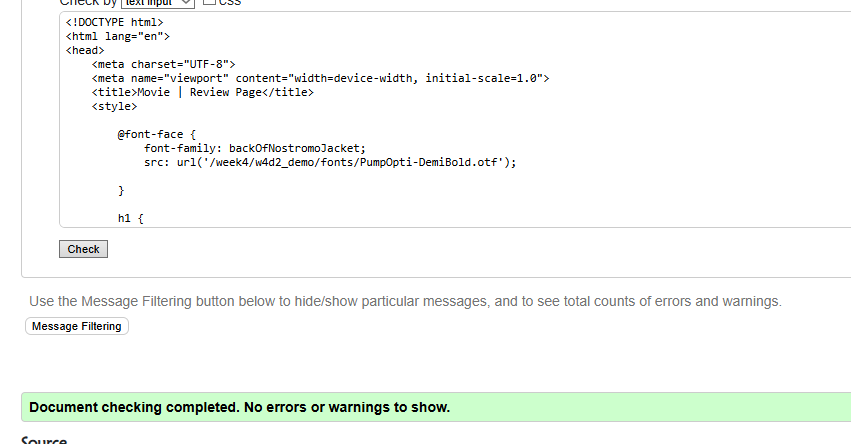 Check by text input css
<!DOCTYPE html>
<html lang="en">
<head>
    <meta charset="UTF-8">
    <meta name="viewport" content="width=device-width, initial-scale=1.0">
    <title>Movie | Review Page</title>
    <style>
        @font-face {
            font-family: backOfNostromoJacket;
            src: url('/week4/w4d2_demo/fonts/PumpOpti-DemiBold.otf');
        }
        h1 {
Check
Use the Message Filtering button below to hide/show particular messages, and to see total counts of errors and warnings.
Message Filtering
Document checking completed. No errors or warnings to show.
Source